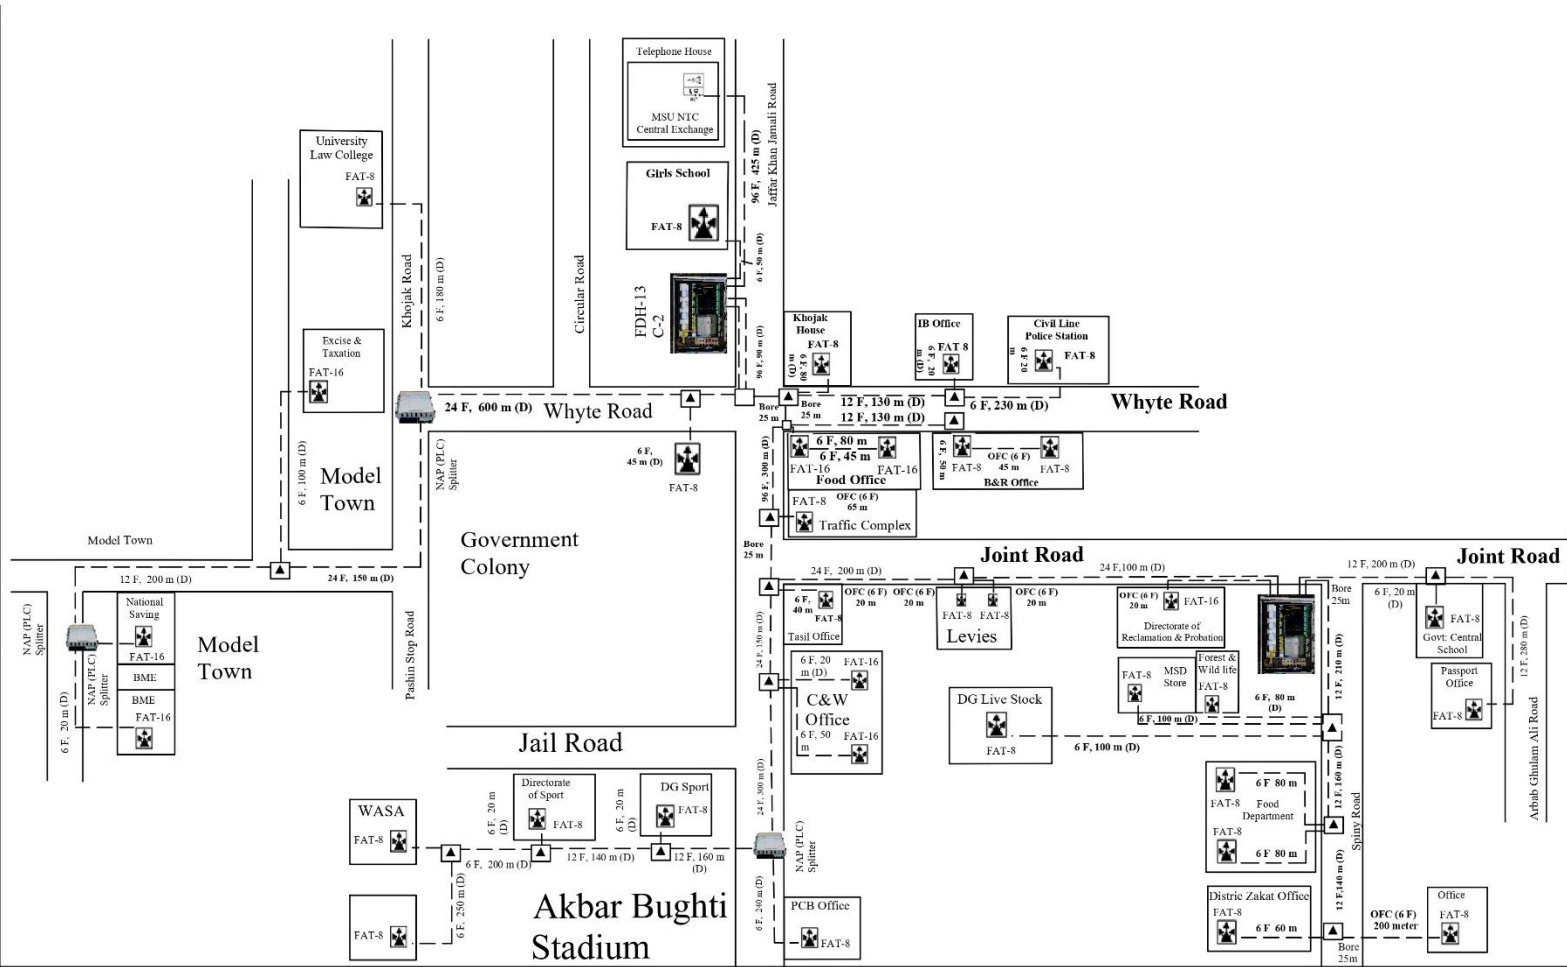 Telephone House
MSU NTC
Central Exchange
96 F, 425 m (D)
Jaffar Khan Jamali Road
University
Law College
FAT-8
Girls School
FAT-8
6 F, 50 m (D)
Khojak Road
6 F, 180 m (D)
Circular Road
FDH-13
C-2
96 F, 90 m (D)
Excise &
Taxation
FAT-16
Khojak
House
FAT-8
6 F, 80
m (D)
IB Office
FAT 8
6 F, 20
m (D)
Civil Line
Police Station
FAT-8
6 F 20
m
24 F, 600 m (D)
Whyte Road
Bore
25 m
Bore
25 m
12 F, 130 m (D)
12 F, 130 m (D)
6 F, 230 m (D)
Whyte Road
6 F, 100 m (D)
Model
Town
NAP (PLC)
Splitter
6 F,
45 m (D)
FAT-8
96 F, 300 m (D)
6 F, 80 m
6 F, 45 m
FAT-16
FAT-16
Food Office
6 F, 50 m
FAT-8
OFC (6 F)
45 m
FAT-8
B&R Office
FAT-8
OFC (6 F)
65 m
Traffic Complex
Model Town
Government
Colony
Bore
25 m
Joint Road
Joint Road
12 F, 200 m (D)
24 F, 150 m (D)
24 F, 200 m (D)
24 F,100 m (D)
12 F, 200 m (D)
NAP (PLC)
Splitter
National
Saving
FAT-16
BME
BME
FAT-16
NAP (PLC)
Splitter
6 F, 20 m (D)
Model
Town
Pashin Stop Road
6 F,
40 m
FAT-8
Tasil Office
OFC (6 F)
20 m
OFC (6 F)
20 m
OFC (6 F)
20 m
FAT-8
FAT-8
Levies
OFC (6 F)
20 m
FAT-16
Directorate of
Reclamation & Probation
Bore
25m
6 F, 20 m
(D)
FAT-8
Govt: Central
School
12 F, 280 m (D)
24 F, 150 m (D)
6 F, 20
m (D)
FAT-16
C&W
Office
6 F, 50
m
FAT-16
DG Live Stock
FAT-8
FAT-8
MSD
Store
Forest &
Wild life
FAT-8
6 F, 80 m
(D)
12 F, 210 m (D)
6 F, 100 m (D)
6 F, 100 m (D)
Passport
Office
FAT-8
Arbab Ghulam Ali Road
Jail Road
24 F, 300 m (D)
12 F, 160 m (D)
Spiny Road
WASA
FAT-8
6 F, 20 m
(D)
Directorate
of Sport
FAT-8
6 F, 20 m
(D)
DG Sport
FAT-8
FAT-8
6 F 80 m
Food
Department
FAT-8
6 F 80 m
6 F, 200 m (D)
12 F, 140 m (D)
12 F, 160 m
(D)
NAP (PLC)
Splitter
FAT-8
6 F, 250 m (D)
Akbar Bughti
Stadium
6 F, 240 m (D)
PCB Office
FAT-8
Distric Zakat Office
FAT-8
6 F 60 m
12 F,140 m (D)
Bore
25m
OFC (6 F)
200 meter
Office
FAT-8